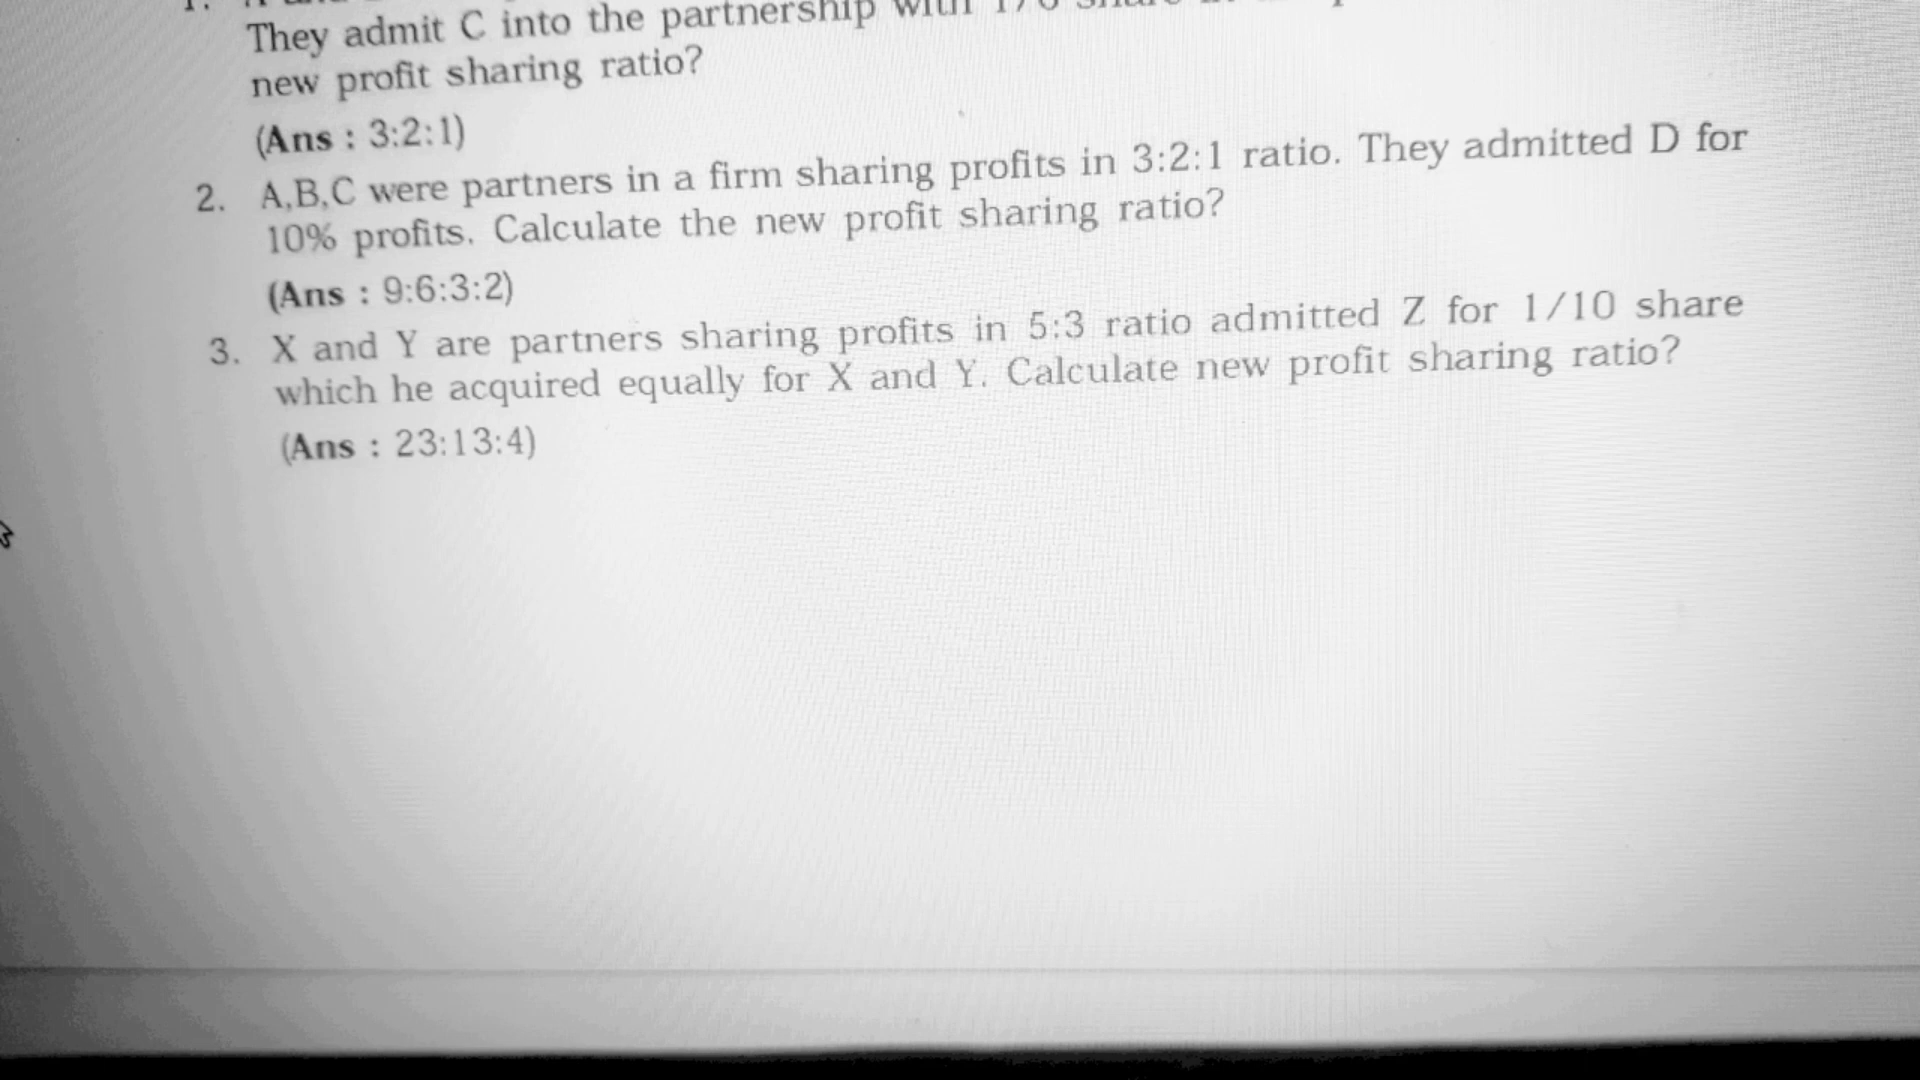 They admit C into the partnership with
new profit sharing ratio?
(Ans : 3:2:1)
2. A,B,C were partners in a firm sharing profits in 3:2:1 ratio. They admitted D for
10% profits. Calculate the new profit sharing ratio?
(Ans : 9:6:3:2)
3. X and Y are partners sharing profits in 5:3 ratio admitted Z for 1/10 share
which he acquired equally for X and Y. Calculate new profit sharing ratio?
(Ans : 23:13:4)